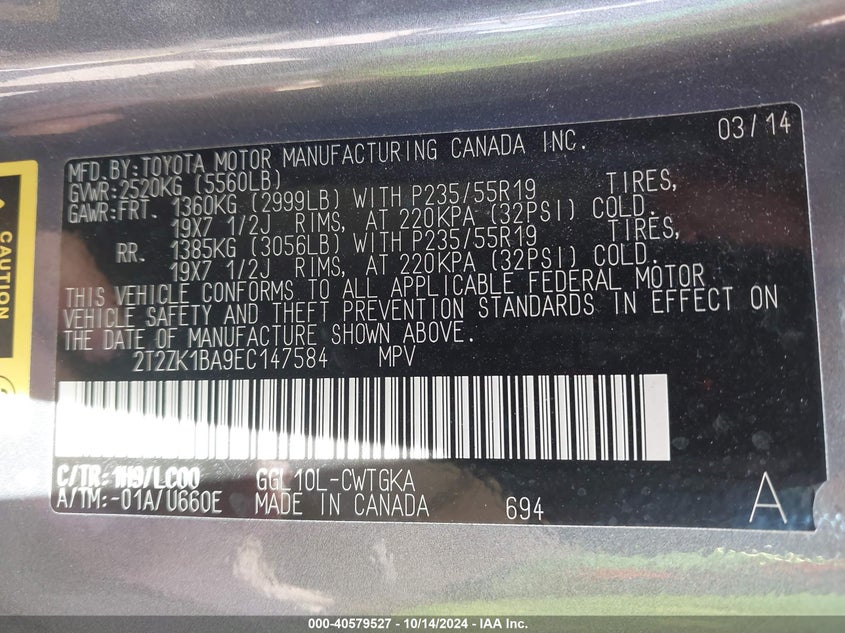 03/14
MFD.BY:TOYOTA MOTOR MANUFACTURING CANADA INC.
GVWR:2520KG (5560LB)
GAWR:FRT. 1360KG (2999LB) WITH P235/55R19 TIRES,
19X7 1/2J RIMS, AT 220KPA (32PSI) COLD.
RR. 1385KG (3056LB) WITH P235/55R19 TIRES,
19X7 1/2J RIMS, AT 220KPA (32PSI) COLD.
THIS VEHICLE CONFORMS TO ALL APPLICABLE FEDERAL MOTOR
VEHICLE SAFETY AND THEFT PREVENTION STANDARDS IN EFFECT ON
THE DATE OF MANUFACTURE SHOWN ABOVE.
2T2ZK1BA9EC147584 MPV
C/TR:1H9/LC00 GGL10L-CWTGKA
A/TM:-01A/U660E MADE IN CANADA 694 A
CAUTION
000-40579527 - 10/14/2024 - IAA Inc.